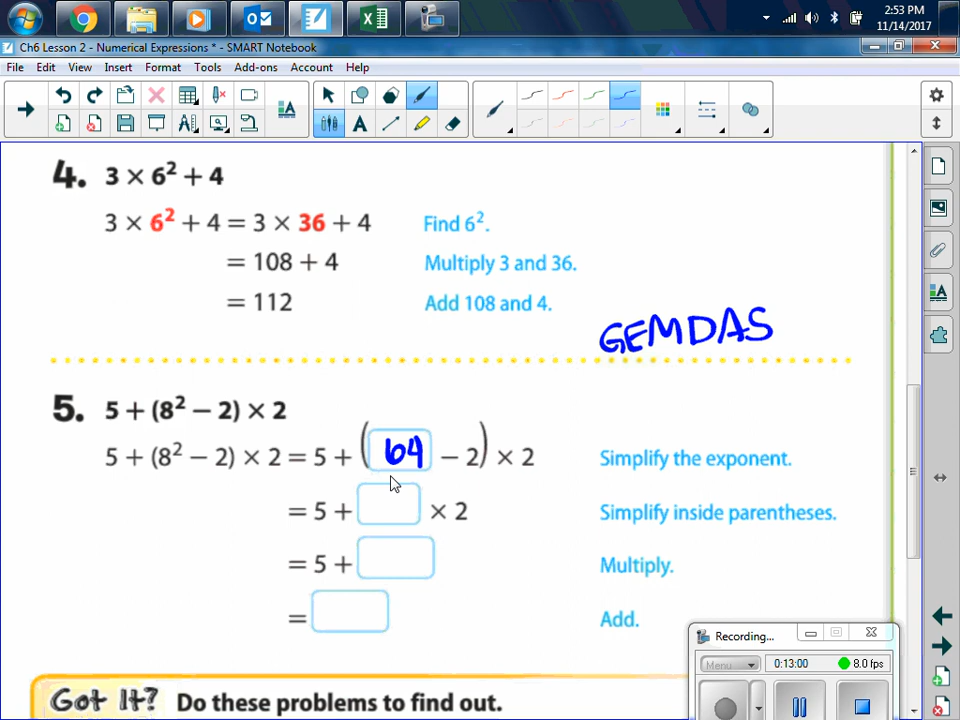 2:53 PM
11/14/2017
Ch6 Lesson 2 - Numerical Expressions * - SMART Notebook
File Edit View Insert Format Tools Add-ons Account Help
4. 3 × 6² + 4
3 × 6² + 4 = 3 × 36 + 4 Find 6².
= 108 + 4 Multiply 3 and 36.
= 112 Add 108 and 4.
GEMDAS
5. 5 + (8² − 2) × 2
5 + (8² − 2) × 2 = 5 + (64 − 2) × 2 Simplify the exponent.
= 5 + × 2 Simplify inside parentheses.
= 5 + Multiply.
= Add.
Recording...
Menu 0:13:00 8.0 fps
Got It? Do these problems to find out.